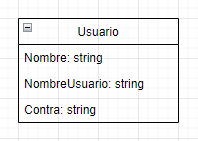 Usuario
Nombre: string
NombreUsuario: string
Contra: string